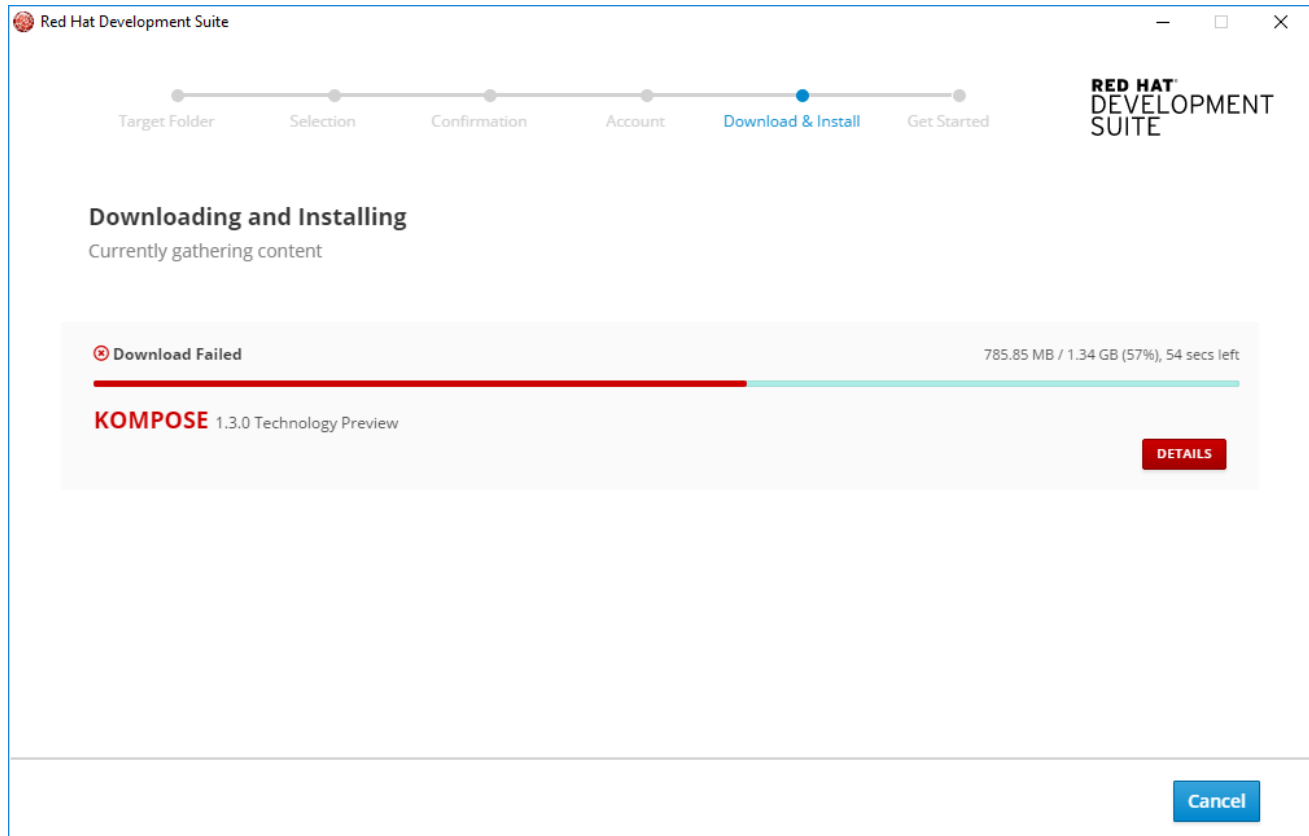 Red Hat Development Suite
RED HAT®
DEVELOPMENT
SUITE
Target Folder
Selection
Confirmation
Account
Download & Install
Get Started
Downloading and Installing
Currently gathering content
Download Failed
785.85 MB / 1.34 GB (57%), 54 secs left
KOMPOSE 1.3.0 Technology Preview
DETAILS
Cancel